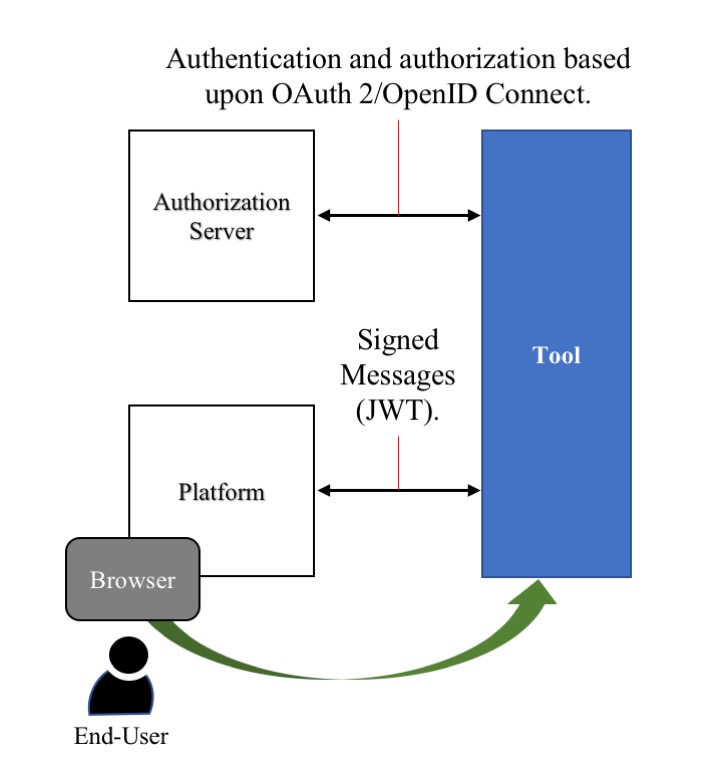 Authentication and authorization based
upon OAuth 2/OpenID Connect.
Authorization
Server
Tool
Signed
Messages
(JWT).
Platform
Browser
End-User